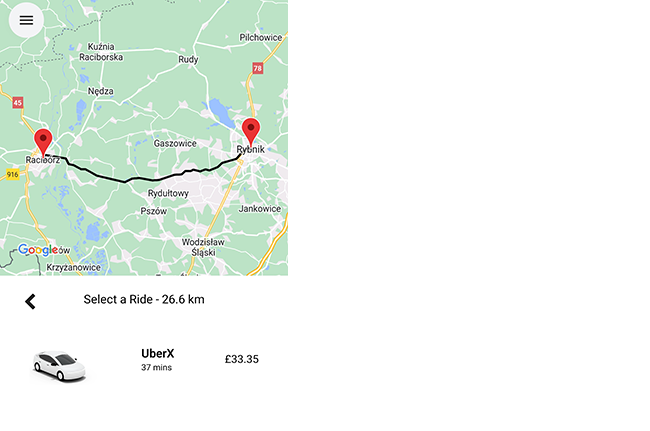 Pilchowice
Kuźnia
Raciborska
Rudy
78
Nędza
45
Gaszowice
Rybnik
Racibórz
916
Rydułtowy
Pszów
Jankowice
Wodzisław
Śląski
Google
ów
Krzyżanowice
Select a Ride - 26.6 km
UberX
£33.35
37 mins